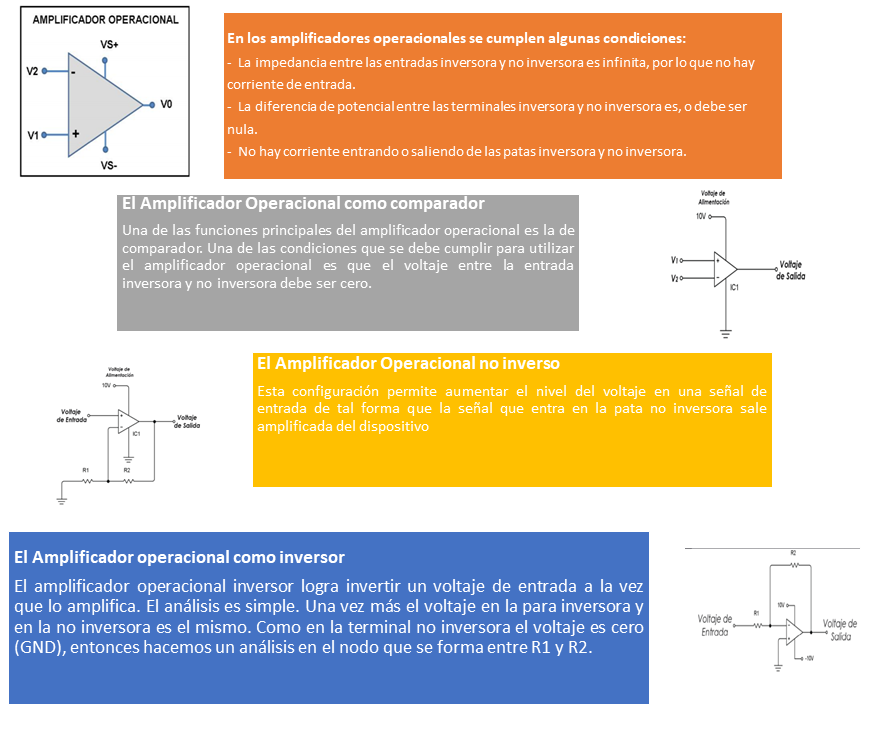 AMPLIFICADOR OPERACIONAL
VS+
V2
-
V0
V1
+
VS-
En los amplificadores operacionales se cumplen algunas condiciones:
- La impedancia entre las entradas inversora y no inversora es infinita, por lo que no hay
corriente de entrada.
- La diferencia de potencial entre las terminales inversora y no inversora es, o debe ser
nula.
- No hay corriente entrando o saliendo de las patas inversora y no inversora.
El Amplificador Operacional como comparador
Una de las funciones principales del amplificador operacional es la de
comparador. Una de las condiciones que se debe cumplir para utilizar
el amplificador operacional es que el voltaje entre la entrada
inversora y no inversora debe ser cero.
Voltaje de
Alimentación
10V
V1
+
V2
-
Voltaje
de Salida
IC1
El Amplificador Operacional no inverso
Esta configuración permite aumentar el nivel del voltaje en una señal de
entrada de tal forma que la señal que entra en la pata no inversora sale
amplificada del dispositivo
Voltaje de
Alimentación
10V
Voltaje
de Entrada
+
-
Voltaje
de Salida
IC1
R1
R2
El Amplificador operacional como inversor
El amplificador operacional inversor logra invertir un voltaje de entrada a la vez
que lo amplifica. El análisis es simple. Una vez más el voltaje en la para inversora y
en la no inversora es el mismo. Como en la terminal no inversora el voltaje es cero
(GND), entonces hacemos un análisis en el nodo que se forma entre R1 y R2.
R2
10V
R1
Voltaje de
Entrada
-
+
Voltaje de
Salida
-10V